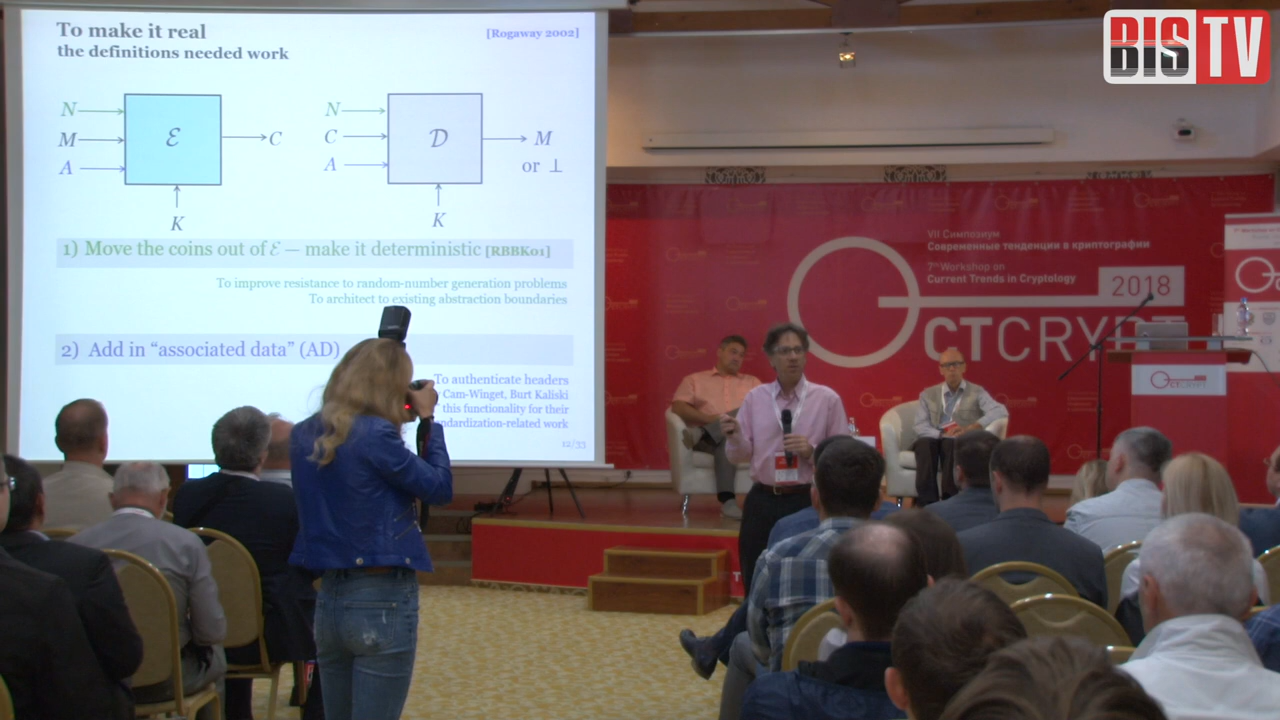 To make it real
the definitions needed work
[Rogaway 2002]
N
M
A
ℰ
C
K
N
C
A
𝒟
M
or ⊥
K
1) Move the coins out of ℰ — make it deterministic [RBBK01]
To improve resistance to random-number generation problems
To architect to existing abstraction boundaries
2) Add in “associated data” (AD)
To authenticate headers
Cam-Winget, Burt Kaliski
this functionality for their
work
12/33
BIS TV
VII Симпозиум
Современные тенденции в криптографии
7th Workshop on
Current Trends in Cryptology
2018
CTCRYPT
CTCRYPT